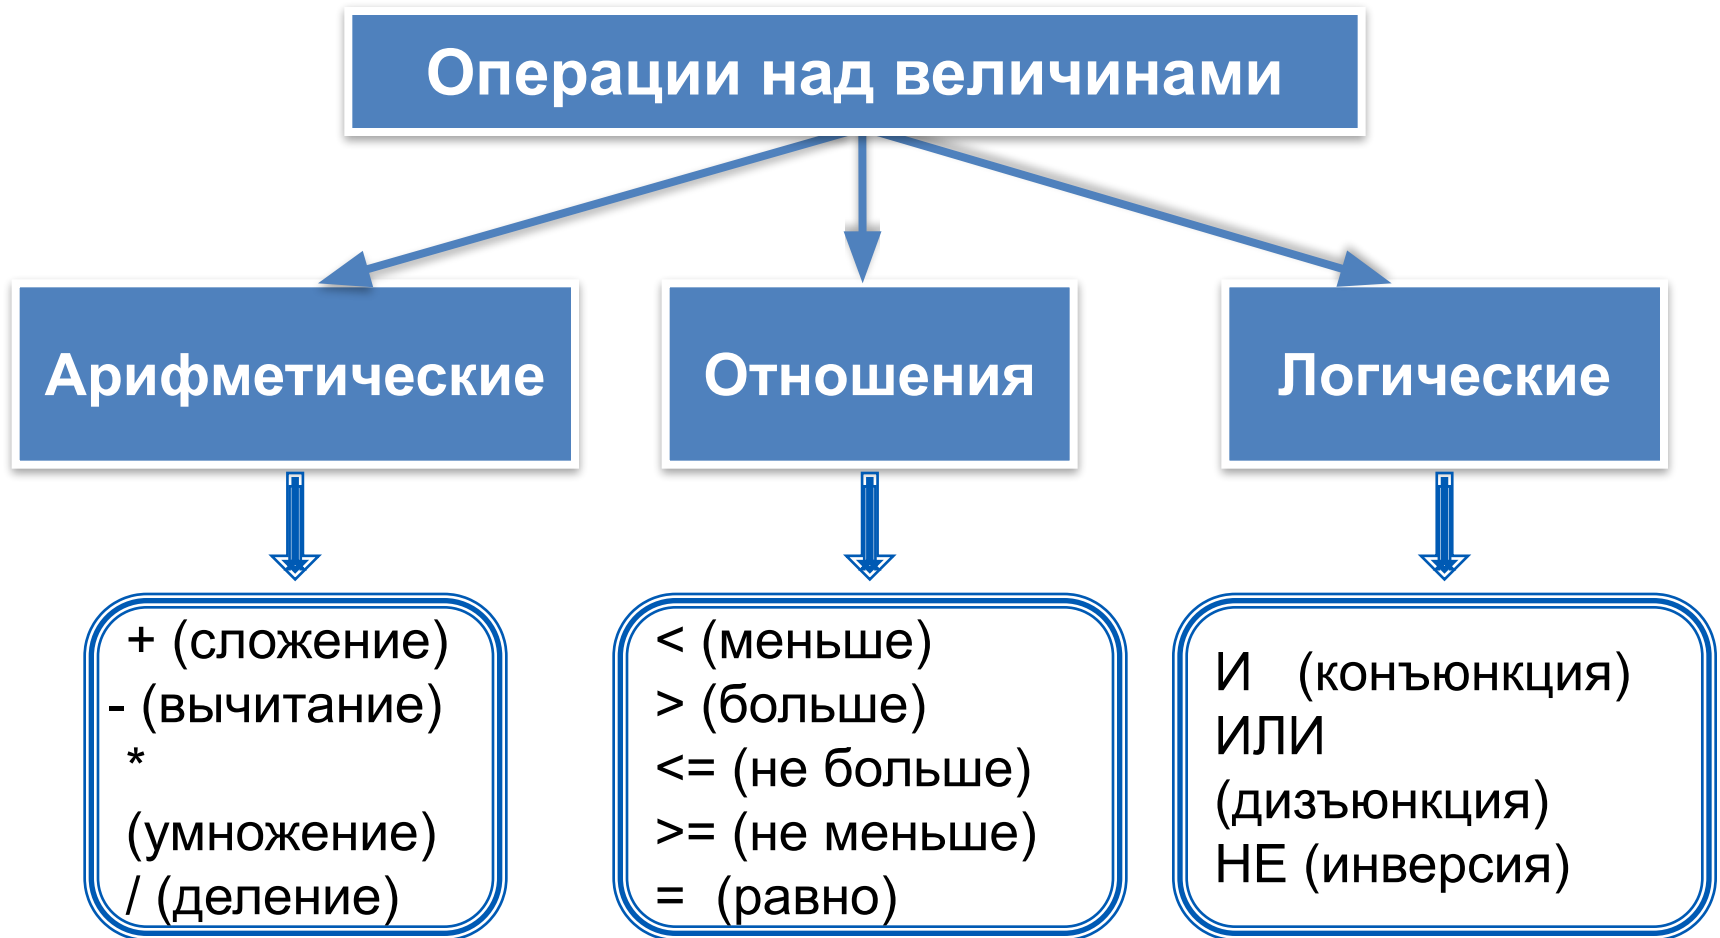 Операции над величинами
Арифметические
Отношения
Логические
+ (сложение)
- (вычитание)
*
(умножение)
/ (деление)
< (меньше)
> (больше)
<= (не больше)
>= (не меньше)
= (равно)
И (конъюнкция)
ИЛИ
(дизъюнкция)
НЕ (инверсия)